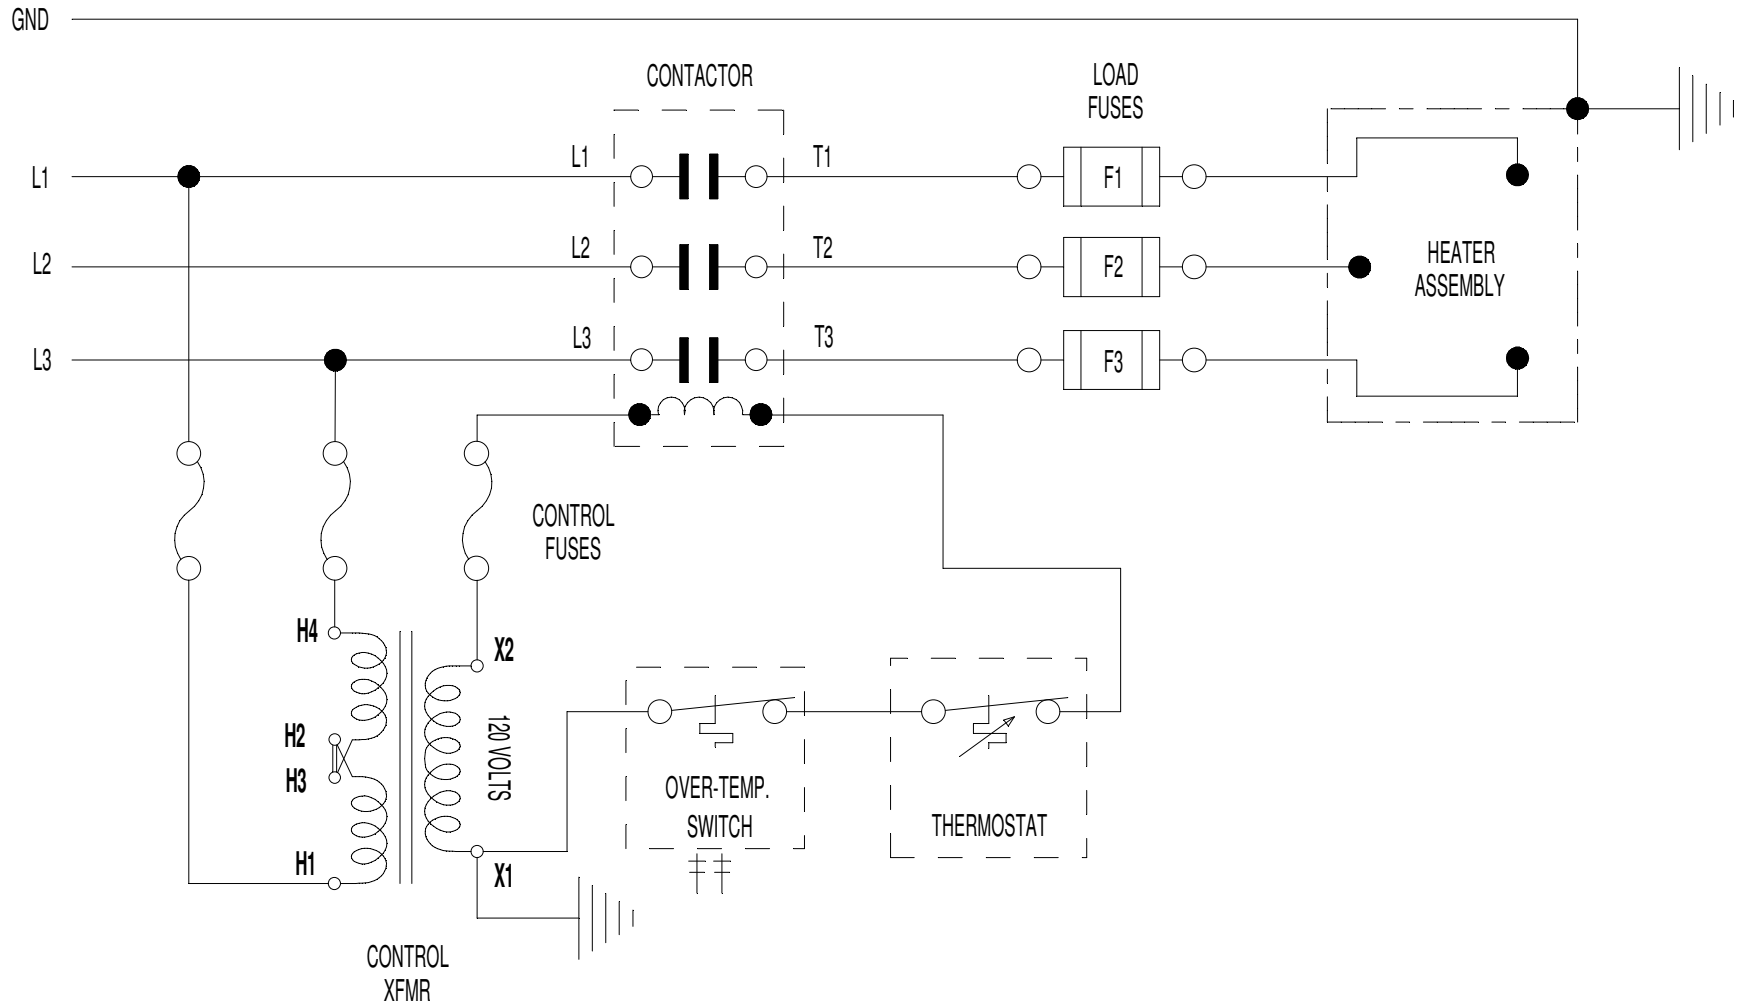 GND
CONTACTOR
LOAD
FUSES
L1
L1
T1
F1
L2
L2
T2
F2
HEATER
ASSEMBLY
L3
L3
T3
F3
CONTROL
FUSES
H4
X2
H2
H3
120 VOLTS
OVER-TEMP.
SWITCH
THERMOSTAT
H1
X1
CONTROL
XFMR